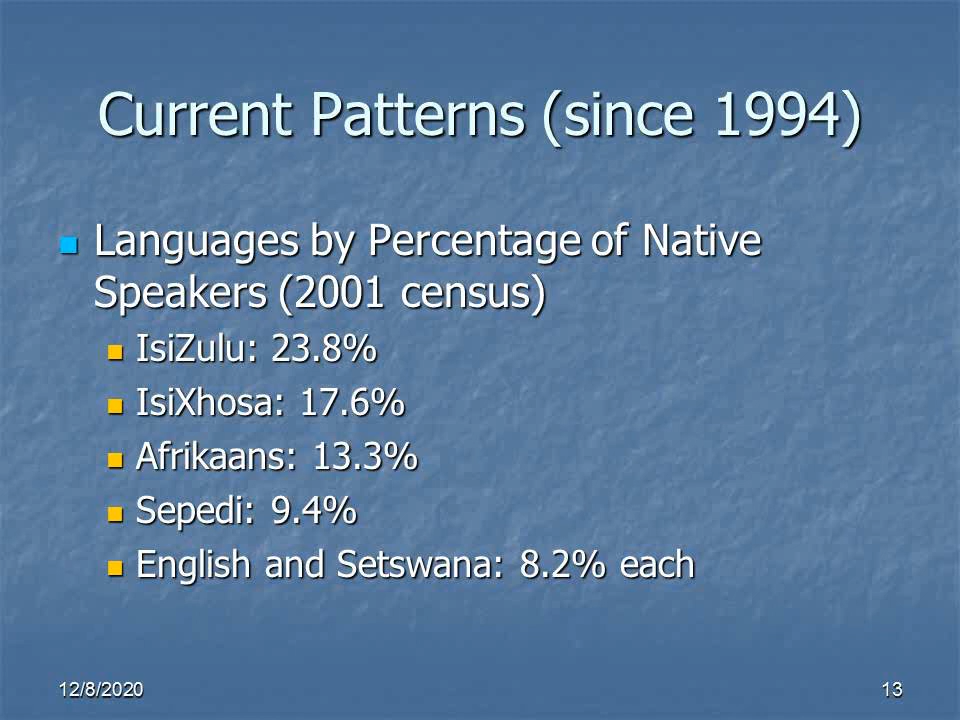 Current Patterns (since 1994)
Languages by Percentage of Native
Speakers (2001 census)
IsiZulu: 23.8%
IsiXhosa: 17.6%
Afrikaans: 13.3%
Sepedi: 9.4%
English and Setswana: 8.2% each
12/8/2020
13